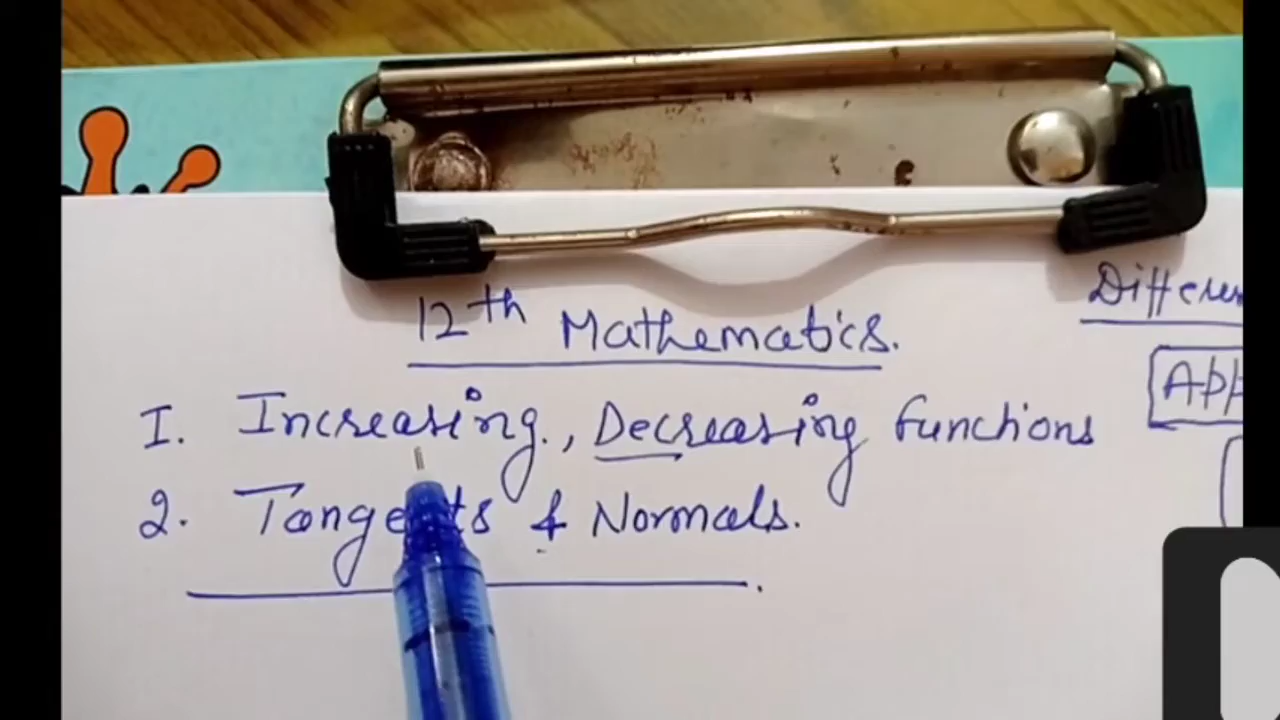 12th Mathematics.
I. Increasing., Decreasing functions
2. Tangents & Normals.